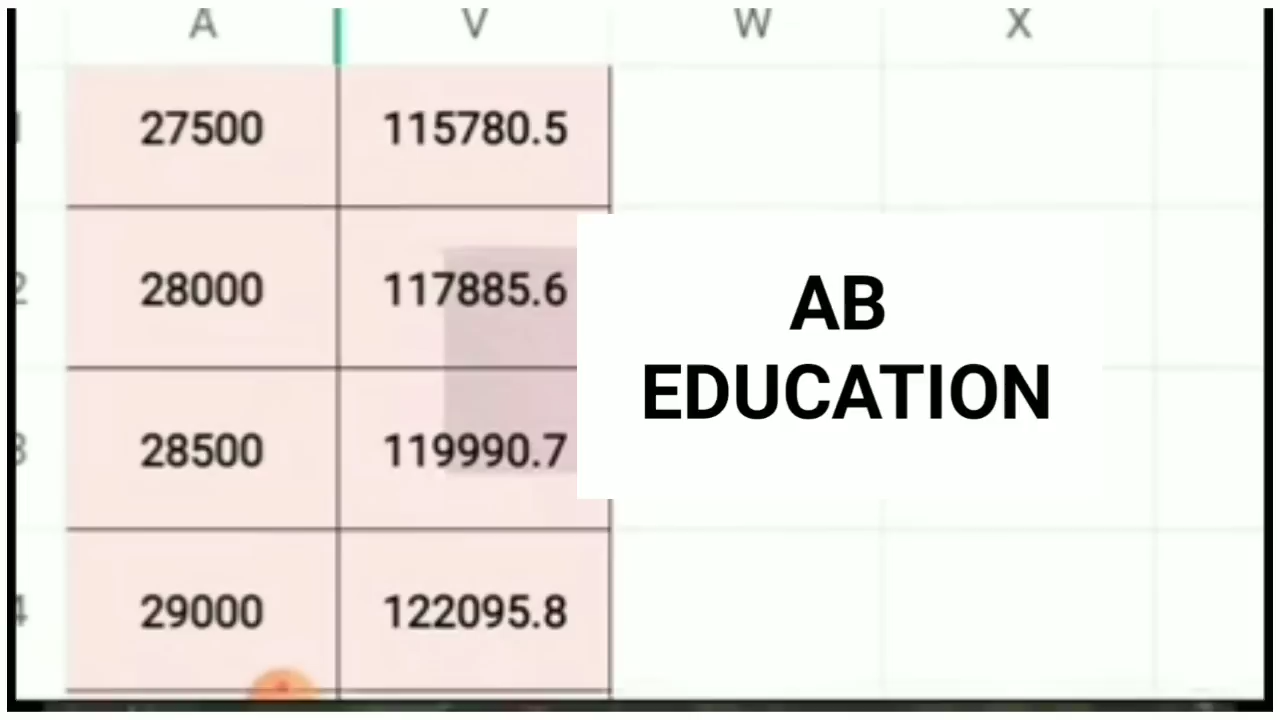 A V W X
27500 115780.5
28000 117885.6
AB
EDUCATION
28500 119990.7
29000 122095.8